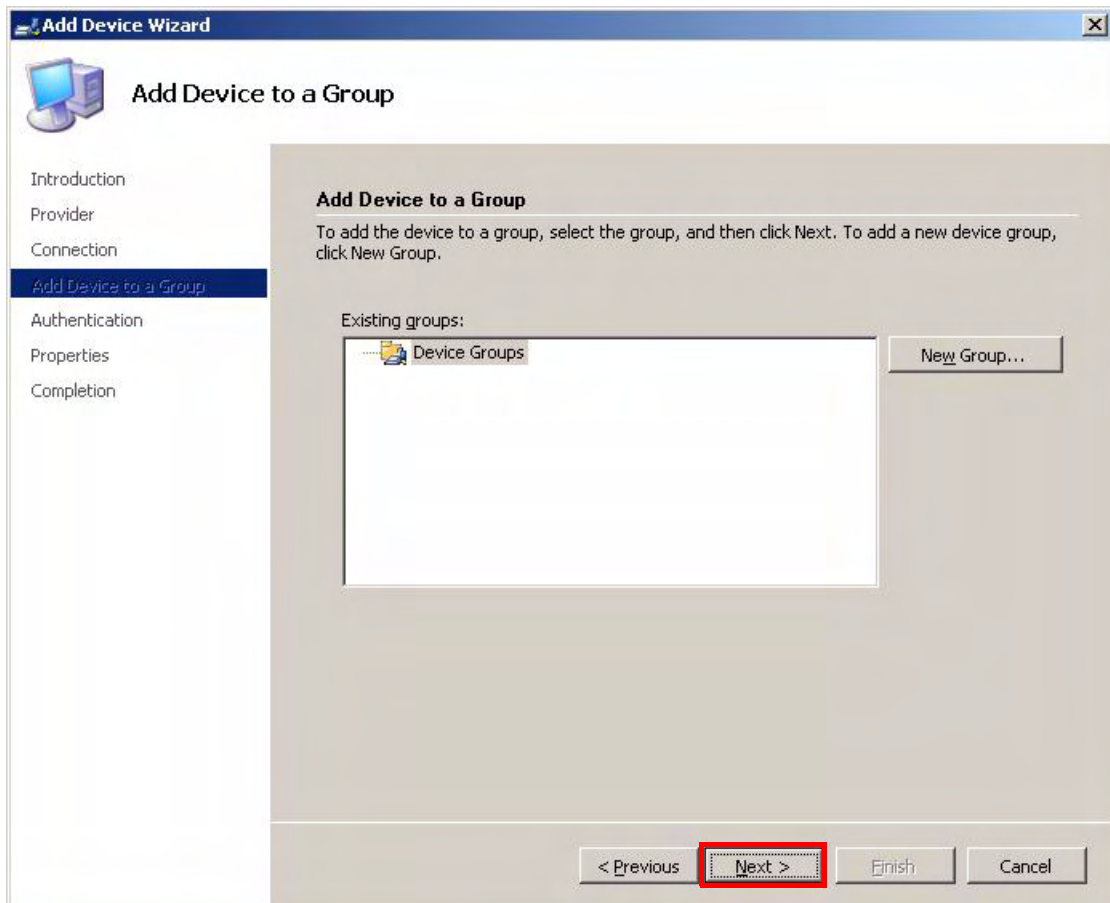 Add Device Wizard
Add Device to a Group
Introduction
Provider
Connection
Add Device to a Group
Authentication
Properties
Completion
Add Device to a Group
To add the device to a group, select the group, and then click Next. To add a new device group,
click New Group.
Existing groups:
Device Groups
New Group...
< Previous
Next >
Finish
Cancel